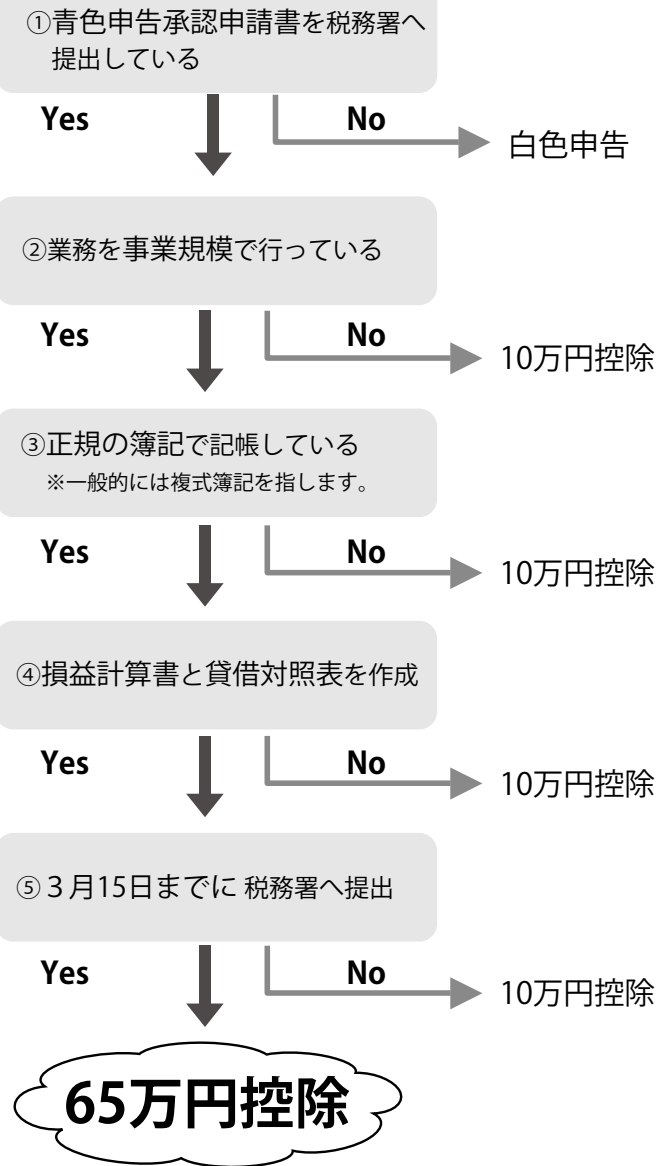 ①青色申告承認申請書を税務署へ
提出している
Yes
No
白色申告
②業務を事業規模で行っている
Yes
No
10万円控除
③正規の簿記で記帳している
※一般的には複式簿記を指します。
Yes
No
10万円控除
④損益計算書と貸借対照表を作成
Yes
No
10万円控除
⑤３月15日までに 税務署へ提出
Yes
No
10万円控除
65万円控除